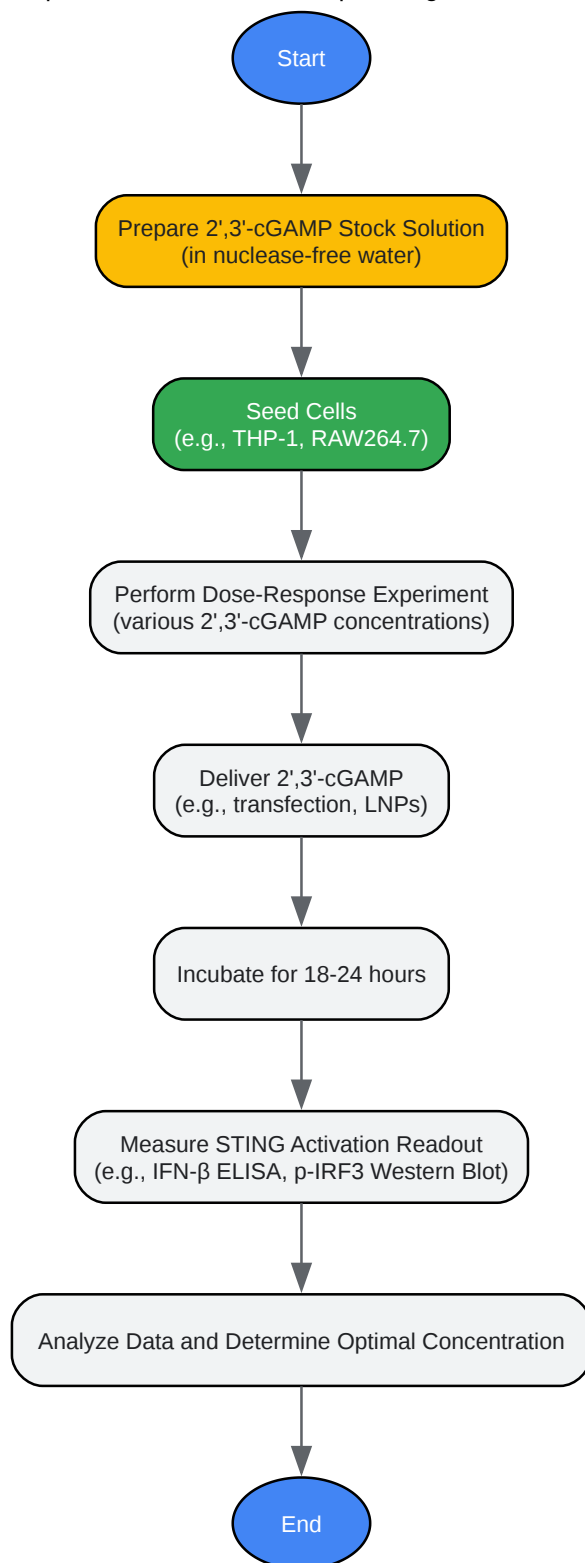 Start
Prepare 2',3'-cGAMP Stock Solution
(in nuclease-free water)
Seed Cells
(e.g., THP-1, RAW264.7)
Perform Dose-Response Experiment
(various 2',3'-cGAMP concentrations)
Deliver 2',3'-cGAMP
(e.g., transfection, LNPs)
Incubate for 18-24 hours
Measure STING Activation Readout
(e.g., IFN-β ELISA, p-IRF3 Western Blot)
Analyze Data and Determine Optimal Concentration
End